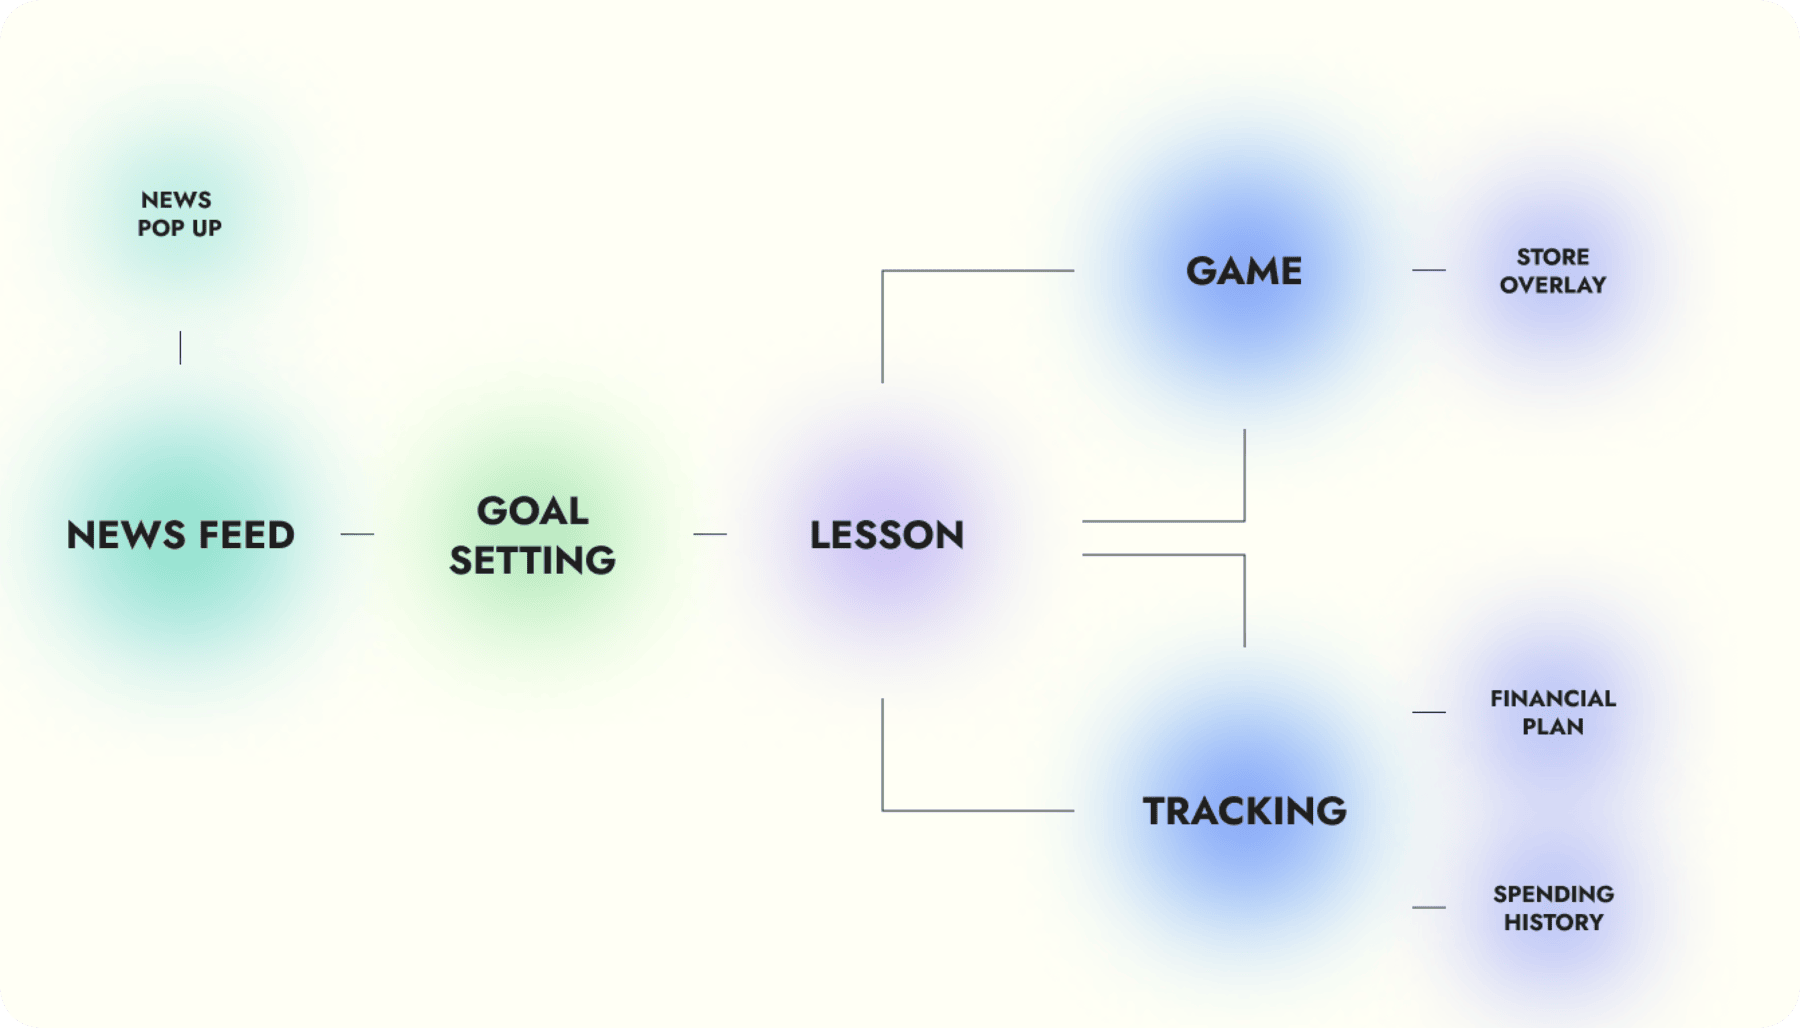 NEWS
POP UP
NEWS FEED
GOAL
SETTING
LESSON
GAME
STORE
OVERLAY
TRACKING
FINANCIAL
PLAN
SPENDING
HISTORY